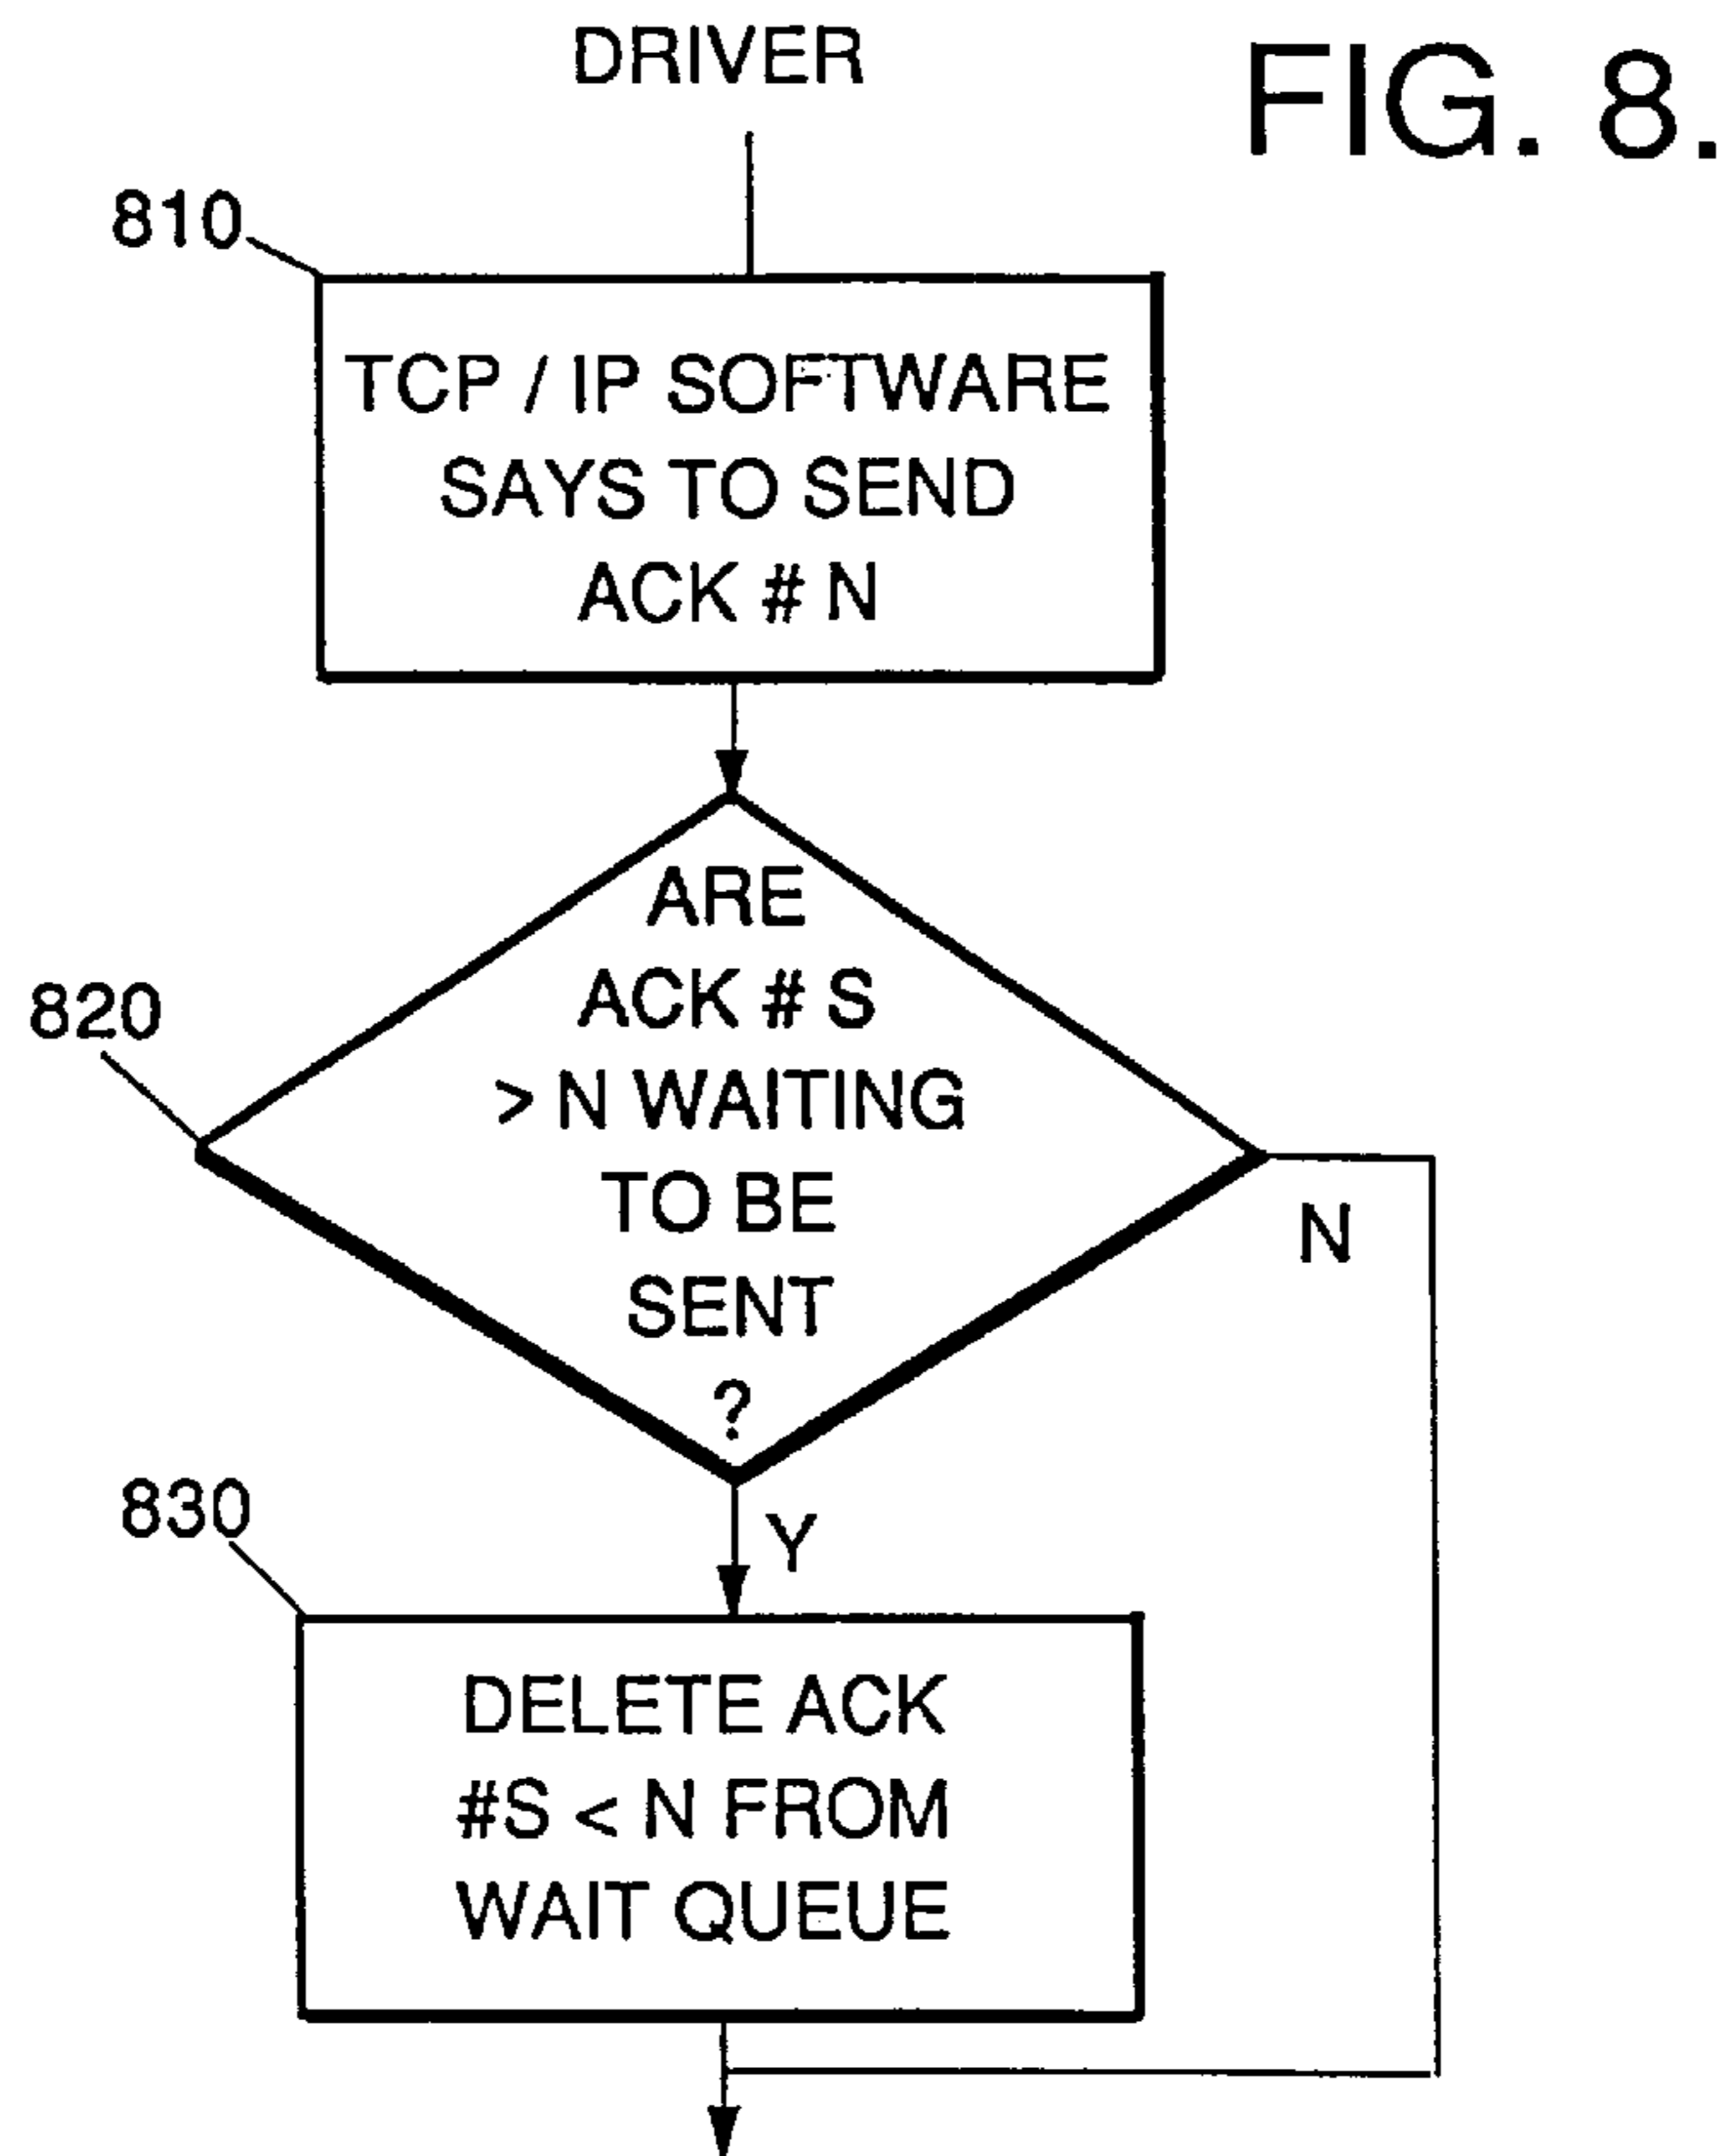 DRIVER
FIG. 8.
810
TCP / IP SOFTWARE
SAYS TO SEND
ACK # N
820
ARE
ACK # S
> N WAITING
TO BE
SENT
?
N
Y
830
DELETE ACK
#S < N FROM
WAIT QUEUE